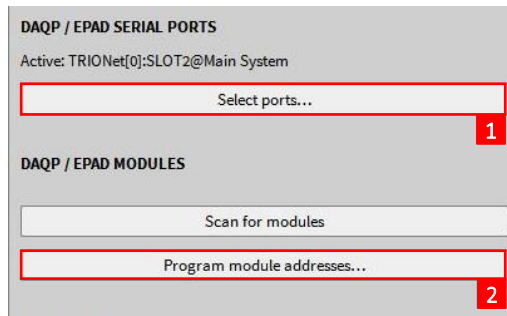 DAQP / EPAD SERIAL PORTS
Active: TRIONet[0]:SLOT2@Main System
Select ports...
1
DAQP / EPAD MODULES
Scan for modules
Program module addresses...
2